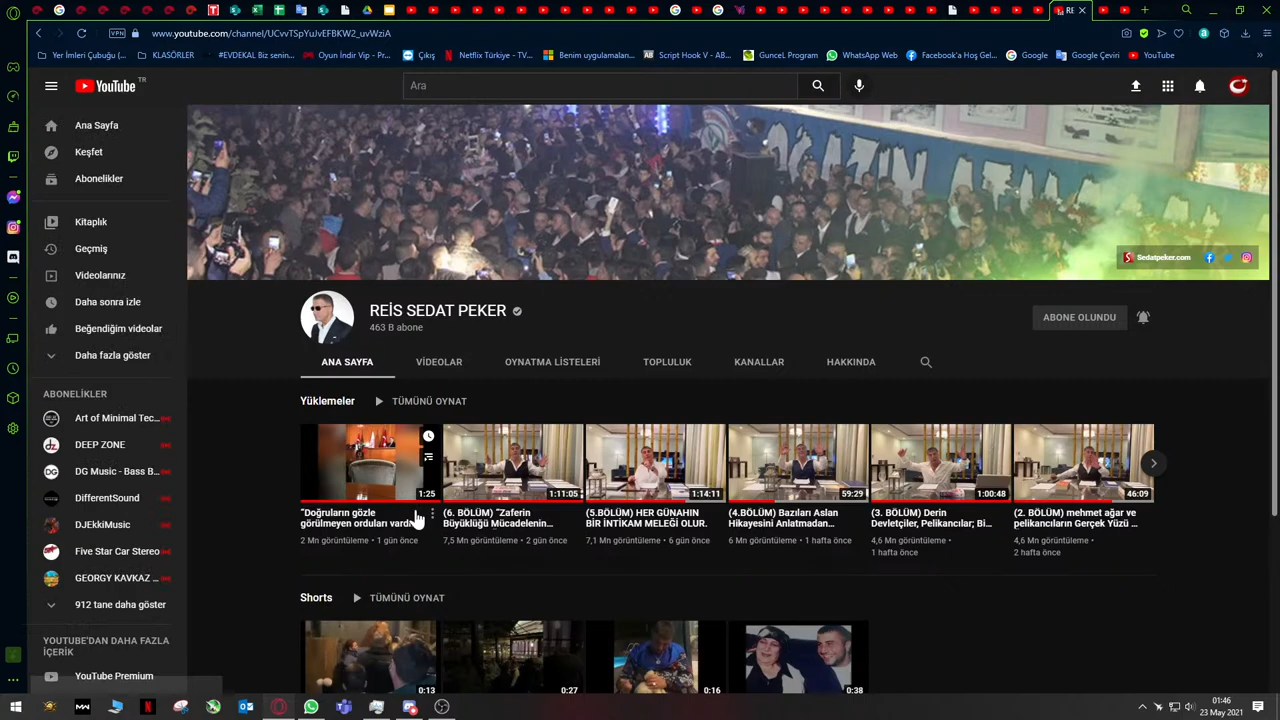 www.youtube.com/channel/UCvvTSpYuJvEFBKW2_uvWziA
VPN
Yer İmleri Çubuğu (...
KLASÖRLER
#EVDEKAL Biz senin...
Oyun İndir Vip - Pr...
Çıkış
Netflix Türkiye - TV...
Benim uygulamaları...
Script Hook V - AB...
Guncel Program
WhatsApp Web
Facebook'a Hoş Gel...
Google
Google Çeviri
YouTube
YouTube TR
Ara
Ana Sayfa
Keşfet
Abonelikler
Kitaplık
Geçmiş
Videolarınız
Daha sonra izle
Beğendiğim videolar
Daha fazla göster
ABONELİKLER
Art of Minimal Tec...
DEEP ZONE
DG Music - Bass B...
DifferentSound
DJEkkiMusic
Five Star Car Stereo
GEORGY KAVKAZ ...
912 tane daha göster
YOUTUBE'DAN DAHA FAZLA
İÇERİK
YouTube Premium
Sedatpeker.com
REİS SEDAT PEKER
463 B abone
ABONE OLUNDU
ANA SAYFA
VİDEOLAR
OYNATMA LİSTELERİ
TOPLULUK
KANALLAR
HAKKINDA
Yüklemeler
TÜMÜNÜ OYNAT
1:25
"Doğruların gözle
görülmeyen orduları vardır
2 Mn görüntüleme • 1 gün önce
1:11:05
(6. BÖLÜM) "Zaferin
Büyüklüğü Mücadelenin...
7,5 Mn görüntüleme • 2 gün önce
1:14:11
(5.BÖLÜM) HER GÜNAHIN
BİR İNTİKAM MELEĞİ OLUR.
7,1 Mn görüntüleme • 6 gün önce
59:29
(4.BÖLÜM) Bazıları Aslan
Hikayesini Anlatmadan...
6 Mn görüntüleme • 1 hafta önce
1:00:48
(3. BÖLÜM) Derin
Devletçiler, Pelikancılar; Bi...
4,6 Mn görüntüleme •
1 hafta önce
46:09
(2. BÖLÜM) mehmet ağar ve
pelikancıların Gerçek Yüzü ...
4,6 Mn görüntüleme •
2 hafta önce
Shorts
TÜMÜNÜ OYNAT
0:13
0:27
0:16
0:38
01:46
23 May 2021